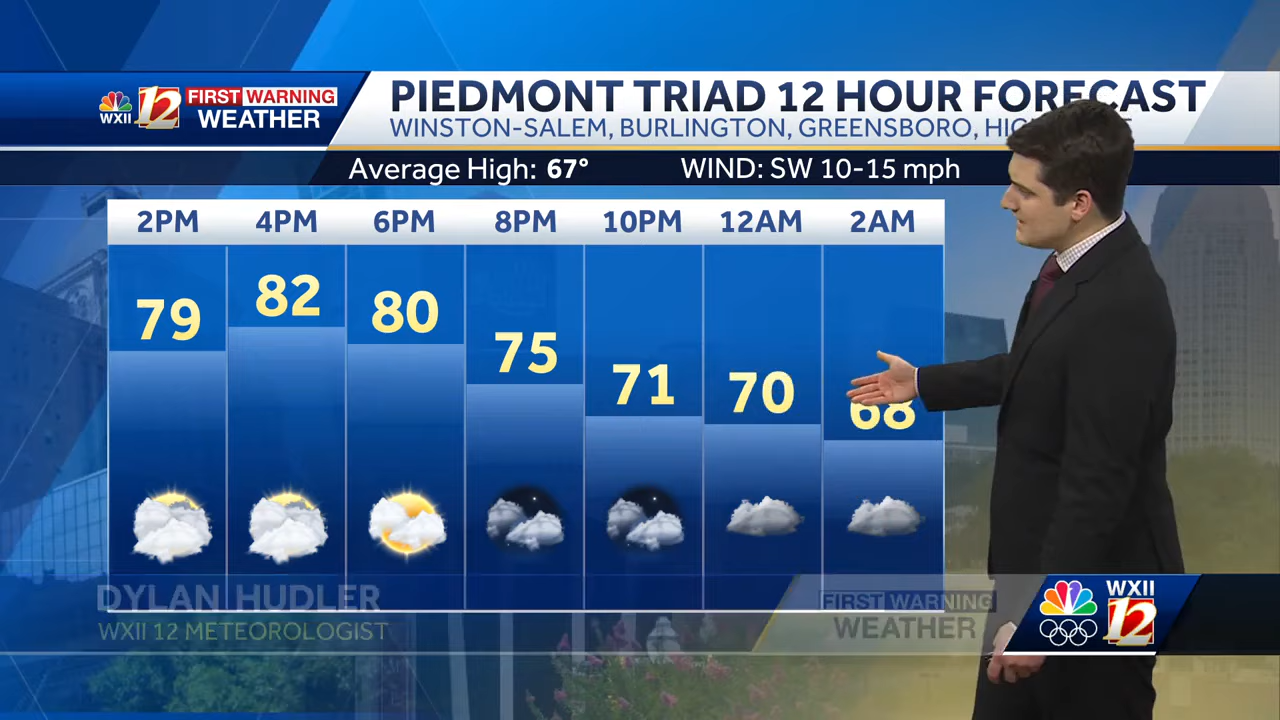 WXII 12 FIRST WARNING
WEATHER
PIEDMONT TRIAD 12 HOUR FORECAST
WINSTON-SALEM, BURLINGTON, GREENSBORO,
Average High: 67° WIND: SW 10-15 mph
2PM 4PM 6PM 8PM 10PM 12AM 2AM
79 82 80 75 71 70 68
DYLAN HUDLER
WXII 12 METEOROLOGIST
FIRST WARNING
WEATHER
WXII
12